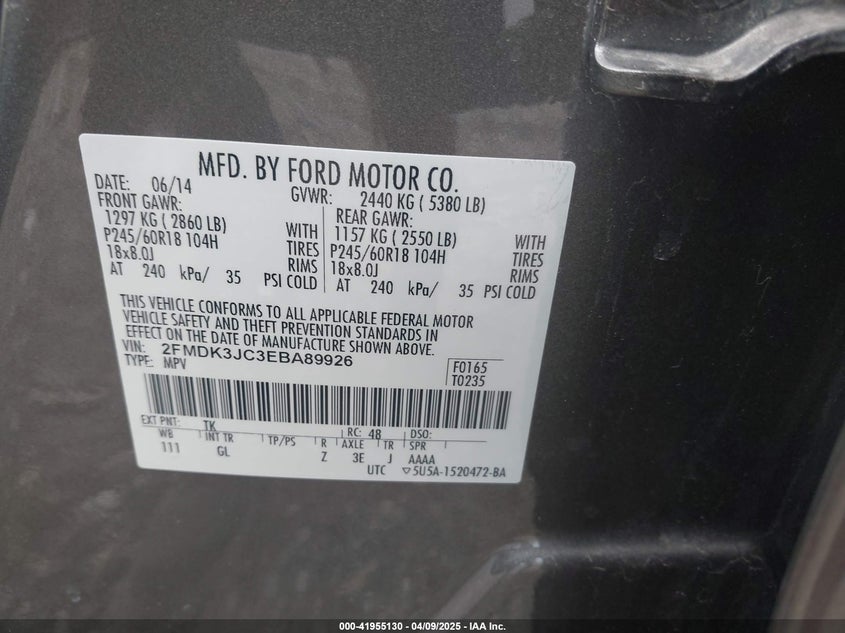 MFD. BY FORD MOTOR CO.
DATE: 06/14 GVWR: 2440 KG ( 5380 LB)
FRONT GAWR: REAR GAWR:
1297 KG ( 2860 LB) WITH 1157 KG ( 2550 LB) WITH
P245/60R18 104H TIRES P245/60R18 104H TIRES
18x8.0J RIMS 18x8.0J RIMS
AT 240 kPa/ 35 PSI COLD AT 240 kPa/ 35 PSI COLD
THIS VEHICLE CONFORMS TO ALL APPLICABLE FEDERAL MOTOR
VEHICLE SAFETY AND THEFT PREVENTION STANDARDS IN
EFFECT ON THE DATE OF MANUFACTURE SHOWN ABOVE.
VIN: 2FMDK3JC3EBA89926
TYPE: MPV F0165
T0235
EXT PNT: TK RC: 48 DSO:
WB INT TR TP/PS R AXLE TR SPR
111 GL Z 3E J AAAA
UTC ▽5U5A-1520472-BA
000-41955130 - 04/09/2025 - IAA Inc.